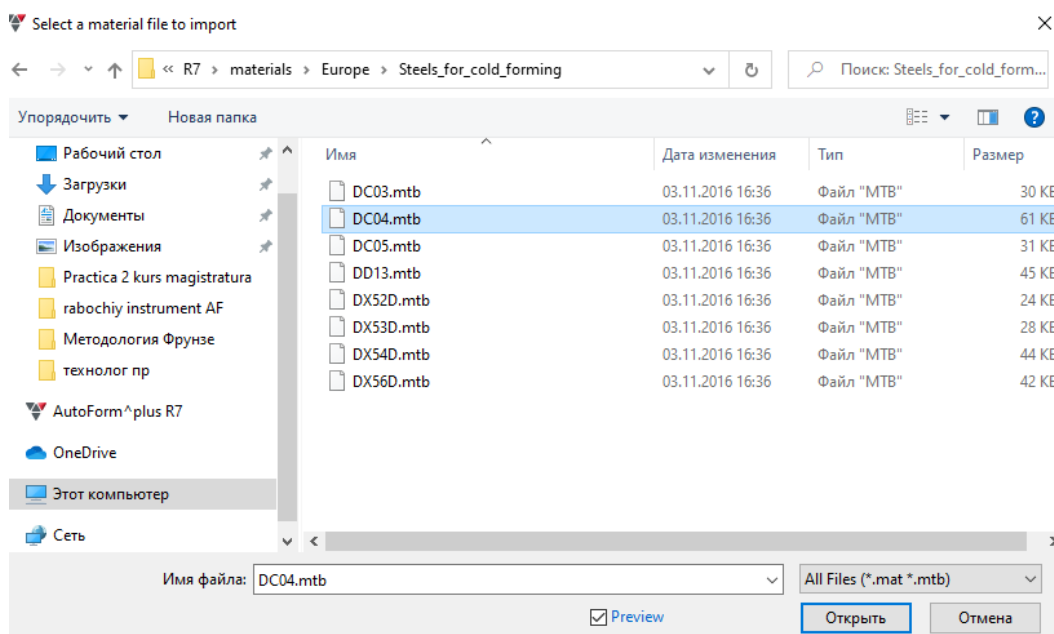 Select a material file to import
« R7 › materials › Europe › Steels_for_cold_forming
Поиск: Steels_for_cold_form...
Упорядочить Новая папка
Имя Дата изменения Тип Размер
Рабочий стол
Загрузки
Документы
Изображения
Practica 2 kurs magistratura
rabochiy instrument AF
Методология Фрунзе
технолог пр
AutoForm^plus R7
OneDrive
Этот компьютер
Сеть
DC03.mtb 03.11.2016 16:36 Файл "MTB" 30 КБ
DC04.mtb 03.11.2016 16:36 Файл "MTB" 61 КБ
DC05.mtb 03.11.2016 16:36 Файл "MTB" 31 КБ
DD13.mtb 03.11.2016 16:36 Файл "MTB" 45 КБ
DX52D.mtb 03.11.2016 16:36 Файл "MTB" 24 КБ
DX53D.mtb 03.11.2016 16:36 Файл "MTB" 28 КБ
DX54D.mtb 03.11.2016 16:36 Файл "MTB" 44 КБ
DX56D.mtb 03.11.2016 16:36 Файл "MTB" 42 КБ
Имя файла: DC04.mtb All Files (*.mat *.mtb)
Preview
Открыть Отмена